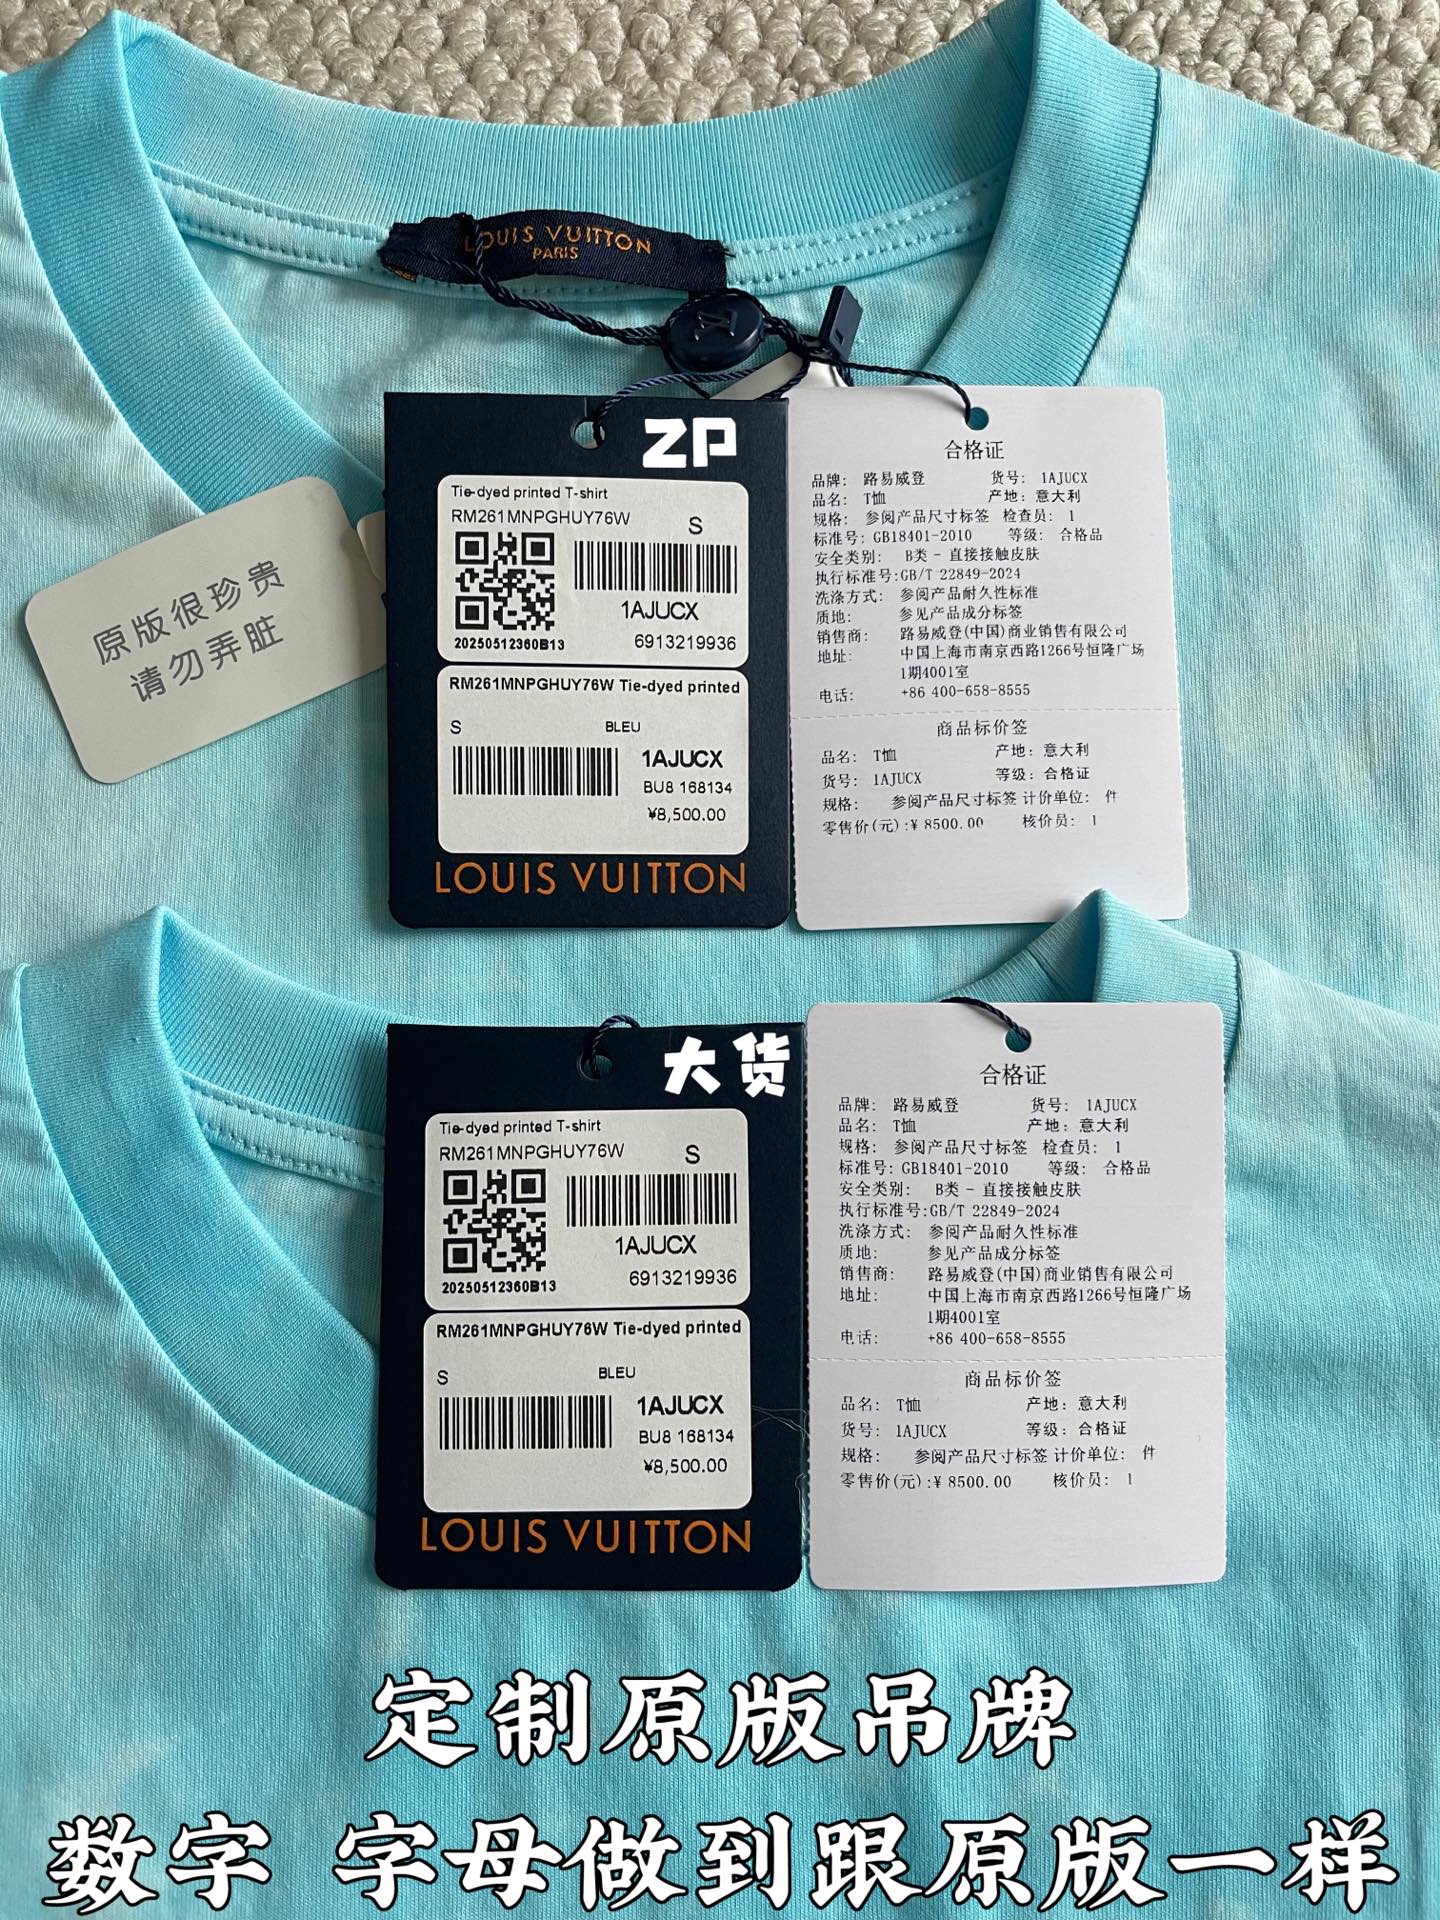 LOUIS VUITTON
PARIS
原版很珍贵
请勿弄脏
ZP
Tie-dyed printed T-shirt
RM261MNPGHUY76W
S
1AJUCX
20250512360B13
6913219936
RM261MNPGHUY76W Tie-dyed printed
S
BLEU
1AJUCX
BU8 168134
¥8,500.00
LOUIS VUITTON
合格证
品牌: 路易威登 货号: 1AJUCX
品名: T恤 产地: 意大利
规格: 参阅产品尺寸标签 检查员: 1
标准号: GB18401-2010 等级: 合格品
安全类别: B类 - 直接接触皮肤
执行标准号:GB/T 22849-2024
洗涤方式: 参阅产品耐久性标准
质地: 参见产品成分标签
销售商: 路易威登(中国)商业销售有限公司
地址: 中国上海市南京西路1266号恒隆广场
1期4001室
电话: +86 400-658-8555
商品标价签
品名: T恤 产地: 意大利
货号: 1AJUCX 等级: 合格证
规格: 参阅产品尺寸标签 计价单位: 件
零售价(元):¥ 8500.00 核价员: 1
大货
Tie-dyed printed T-shirt
RM261MNPGHUY76W
S
1AJUCX
20250512360B13
6913219936
RM261MNPGHUY76W Tie-dyed printed
S
BLEU
1AJUCX
BU8 168134
¥8,500.00
LOUIS VUITTON
合格证
品牌: 路易威登 货号: 1AJUCX
品名: T恤 产地: 意大利
规格: 参阅产品尺寸标签 检查员: 1
标准号: GB18401-2010 等级: 合格品
安全类别: B类 - 直接接触皮肤
执行标准号:GB/T 22849-2024
洗涤方式: 参阅产品耐久性标准
质地: 参见产品成分标签
销售商: 路易威登(中国)商业销售有限公司
地址: 中国上海市南京西路1266号恒隆广场
1期4001室
电话: +86 400-658-8555
商品标价签
品名: T恤 产地: 意大利
货号: 1AJUCX 等级: 合格证
规格: 参阅产品尺寸标签 计价单位: 件
零售价(元):¥ 8500.00 核价员: 1
定制原版吊牌
数字 字母做到跟原版一样